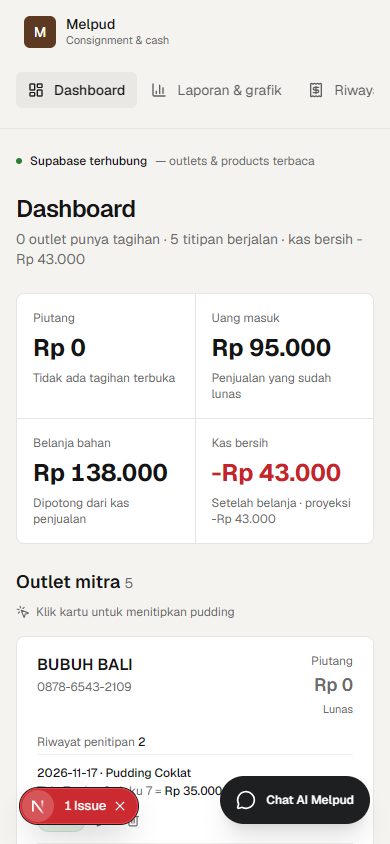 M
Melpud
Consignment & cash
Dashboard
Laporan & grafik
Riway
Supabase terhubung — outlets & products terbaca
Dashboard
0 outlet punya tagihan · 5 titipan berjalan · kas bersih -
Rp 43.000
Piutang
Rp 0
Tidak ada tagihan terbuka
Uang masuk
Rp 95.000
Penjualan yang sudah
lunas
Belanja bahan
Rp 138.000
Dipotong dari kas
penjualan
Kas bersih
-Rp 43.000
Setelah belanja · proyeksi
-Rp 43.000
Outlet mitra 5
Klik kartu untuk menitipkan pudding
BUBUH BALI
0878-6543-2109
Piutang
Rp 0
Lunas
Riwayat penitipan 2
2026-11-17 · Pudding Coklat
ku 7 = Rp 35.000
N
1 Issue
Chat AI Melpud